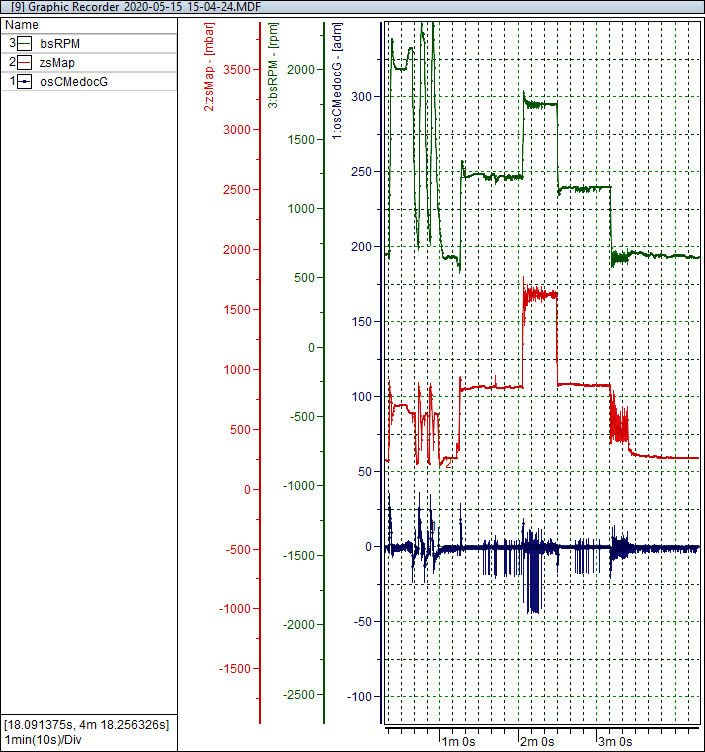 [9] Graphic Recorder 2020-05-15 15-04-24.MDF
Name
3 bsRPM
2 zsMap
1 osCMedocG
2:zsMap - [mbar]
3500
3000
2500
2000
1500
1000
500
0
-500
-1000
-1500
3:bsRPM - [rpm]
2000
1500
1000
500
0
-500
-1000
-1500
-2000
-2500
1:osCMedocG - [adm]
300
250
200
150
100
50
0
-50
-100
2
1m 0s
2m 0s
3m 0s
[18.091375s, 4m 18.256326s]
1min(10s)/Div